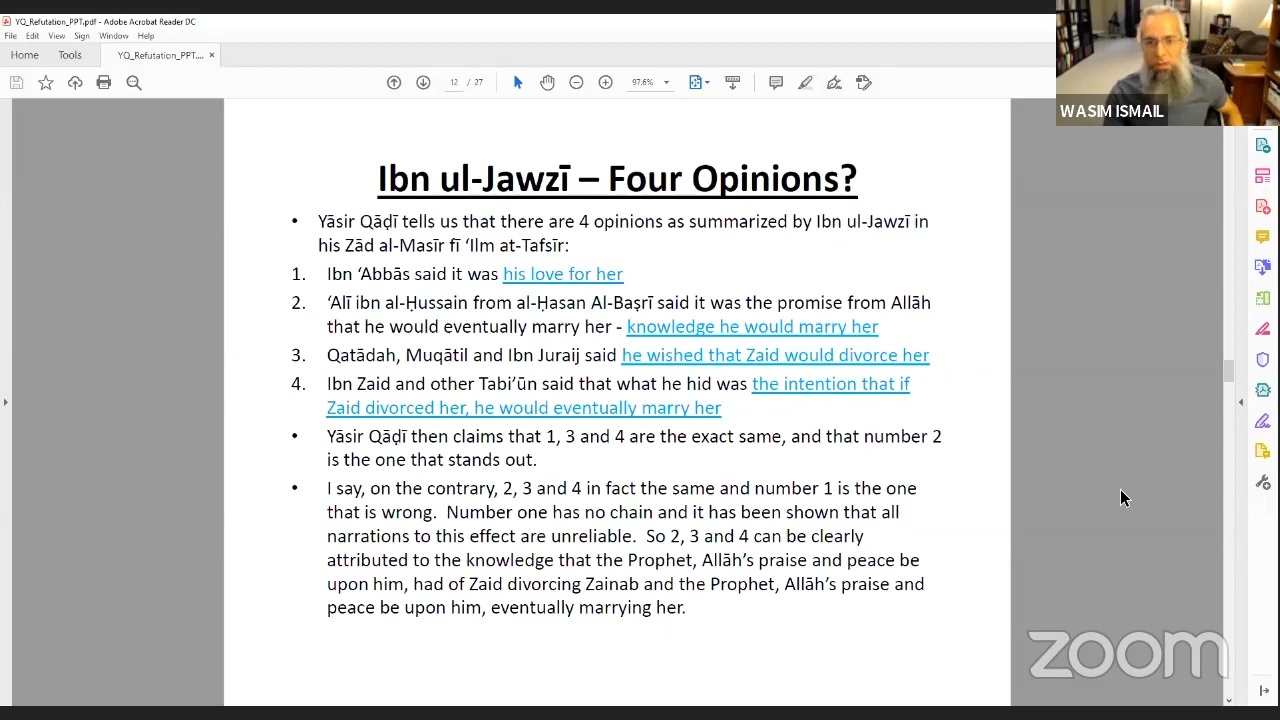 YQ_Refutation_PPT.pdf - Adobe Acrobat Reader DC
File Edit View Sign Window Help
Home Tools YQ_Refutation_PPT.... ×
12 / 27 97.6%
WASIM ISMAIL
Ibn ul-Jawzī – Four Opinions?
• Yāsir Qāḍī tells us that there are 4 opinions as summarized by Ibn ul-Jawzī in
his Zād al-Masīr fī ‘Ilm at-Tafsīr:
1. Ibn ‘Abbās said it was his love for her
2. ‘Alī ibn al-Ḥussain from al-Ḥasan Al-Baṣrī said it was the promise from Allāh
that he would eventually marry her - knowledge he would marry her
3. Qatādah, Muqātil and Ibn Juraij said he wished that Zaid would divorce her
4. Ibn Zaid and other Tabi’ūn said that what he hid was the intention that if
Zaid divorced her, he would eventually marry her
• Yāsir Qāḍī then claims that 1, 3 and 4 are the exact same, and that number 2
is the one that stands out.
• I say, on the contrary, 2, 3 and 4 in fact the same and number 1 is the one
that is wrong. Number one has no chain and it has been shown that all
narrations to this effect are unreliable. So 2, 3 and 4 can be clearly
attributed to the knowledge that the Prophet, Allāh’s praise and peace be
upon him, had of Zaid divorcing Zainab and the Prophet, Allāh’s praise and
peace be upon him, eventually marrying her.
zoom